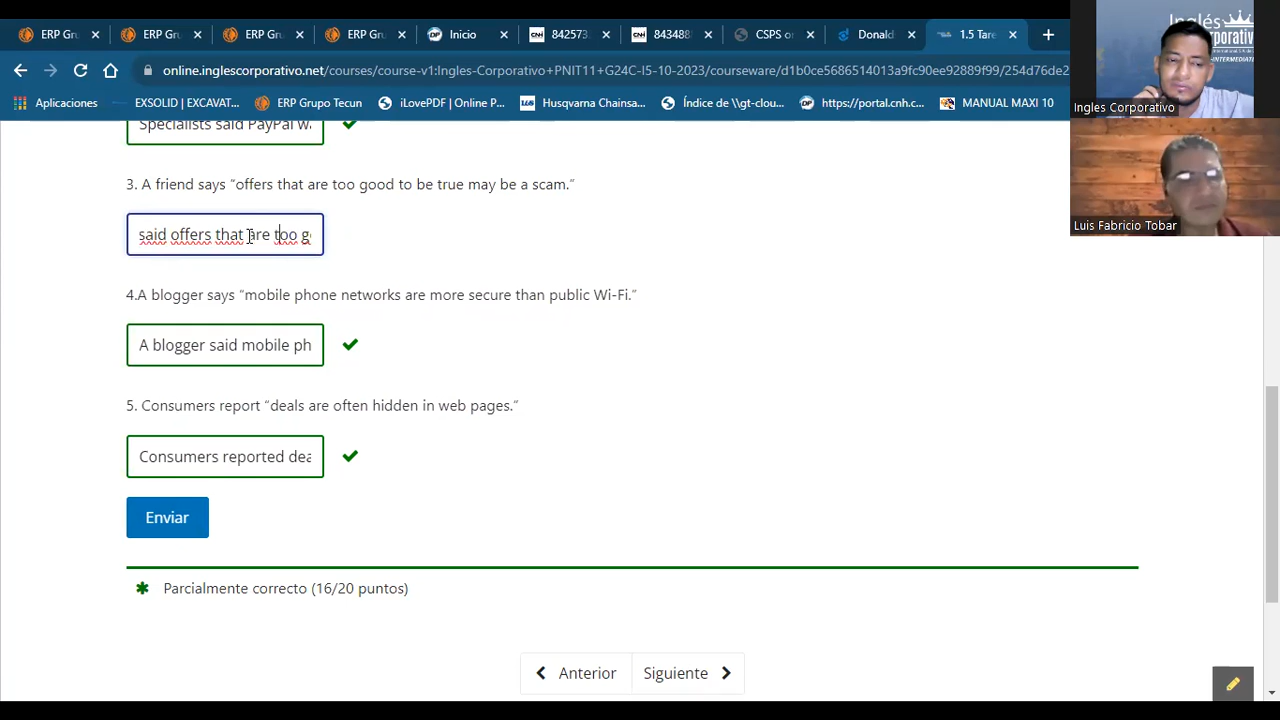 ERP Gru ERP Gru ERP Gru ERP Gru Inicio 84257 84348 CSPS o Donald 1.5 Tare
online.inglescorporativo.net/courses/course-v1:Ingles-Corporativo+PNIT11+G24C-I5-10-2023/courseware/d1b0ce5686514013a9fc90ee92889f99/254d76de2
Aplicaciones EXSOLID | EXCAVAT... ERP Grupo Tecun iLovePDF | Online P... Husqvarna Chainsa... Índice de \\gt-clou... https://portal.cnh.c... MANUAL MAXI 10
Ingles Corporativo
Luis Fabricio Tobar
Specialists said PayPal w
3. A friend says “offers that are too good to be true may be a scam.”
said offers that are too g
4.A blogger says “mobile phone networks are more secure than public Wi-Fi.”
A blogger said mobile ph
5. Consumers report “deals are often hidden in web pages.”
Consumers reported dea
Enviar
Parcialmente correcto (16/20 puntos)
Anterior Siguiente